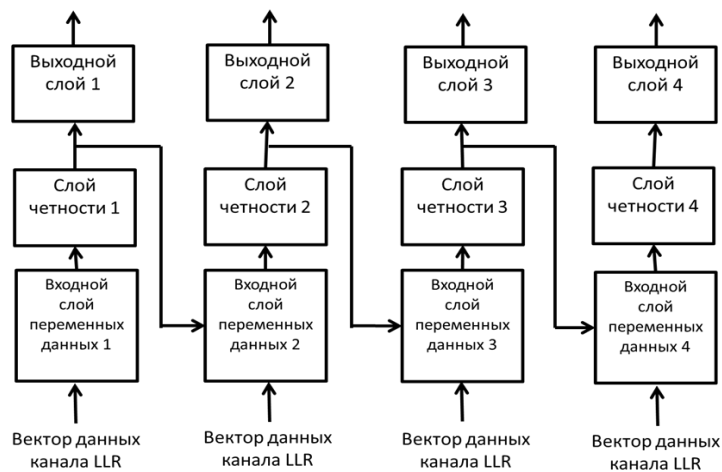 Выходной
слой 1
Выходной
слой 2
Выходной
слой 3
Выходной
слой 4
Слой
четности 1
Слой
четности 2
Слой
четности 3
Слой
четности 4
Входной
слой
переменных
данных 1
Входной
слой
переменных
данных 2
Входной
слой
переменных
данных 3
Входной
слой
переменных
данных 4
Вектор данных
канала LLR
Вектор данных
канала LLR
Вектор данных
канала LLR
Вектор данных
канала LLR